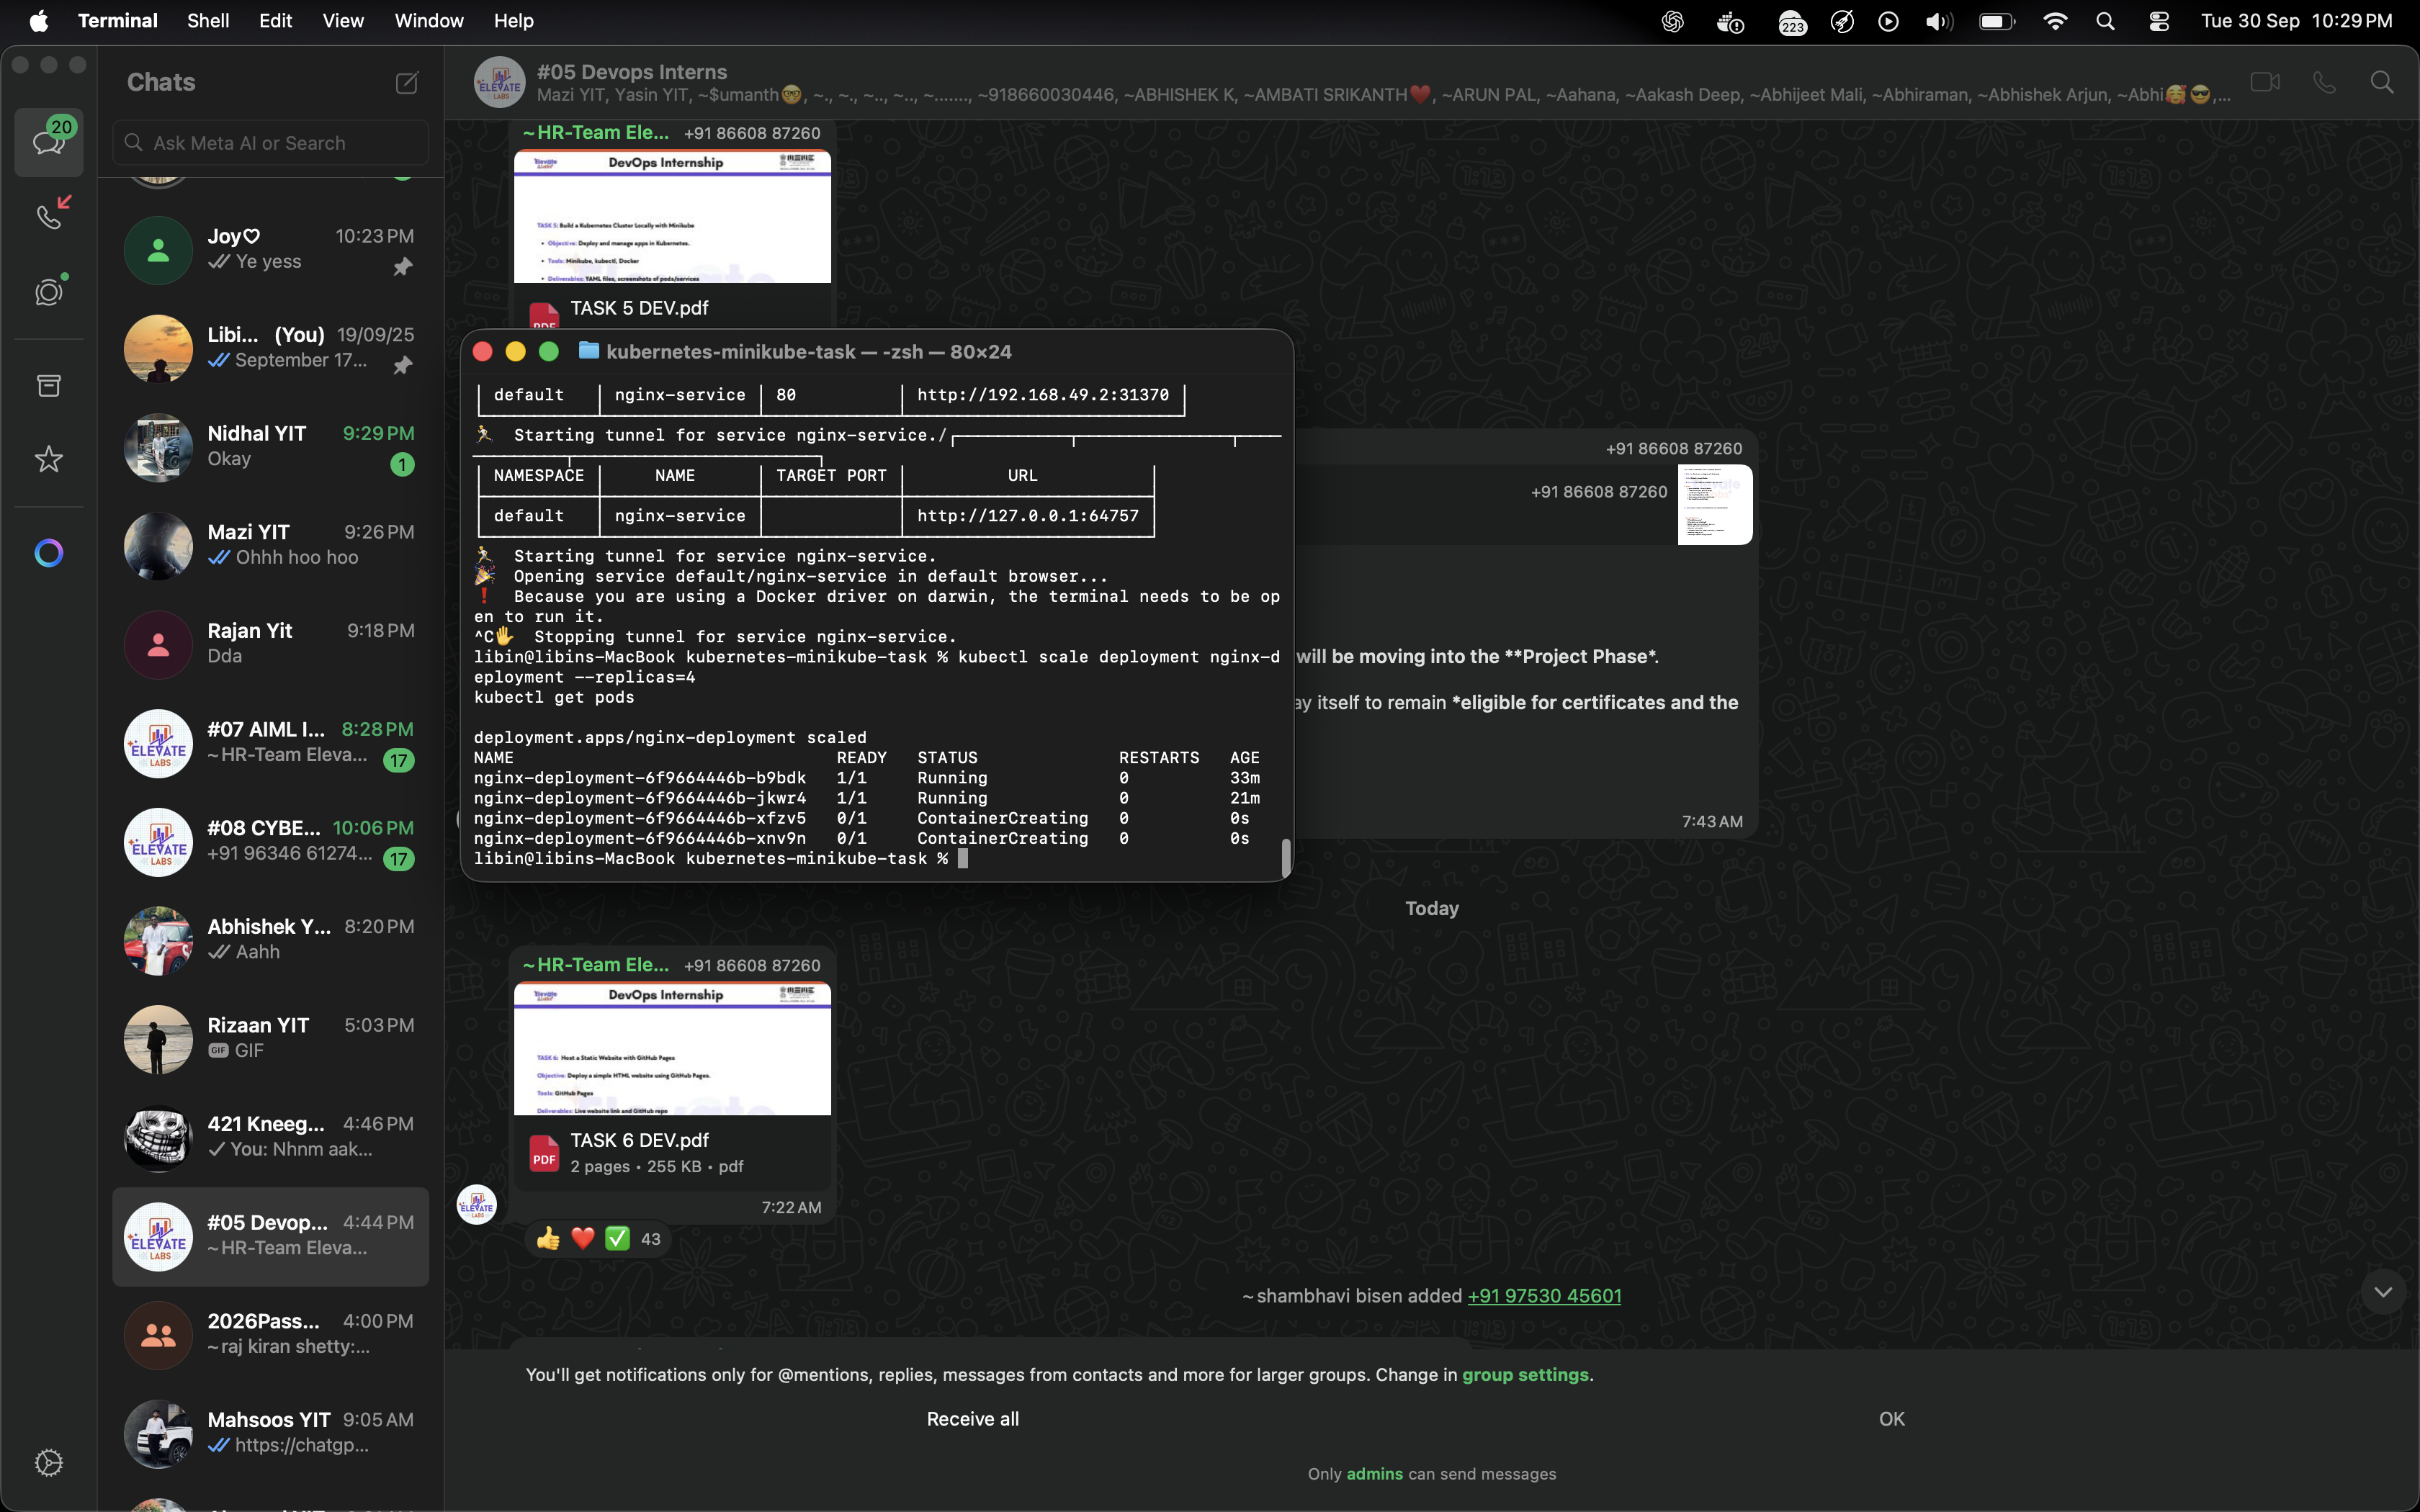 Terminal Shell Edit View Window Help
223
Tue 30 Sep 10:29 PM
20
Chats
Ask Meta AI or Search
Joy♡ 10:23 PM
Ye yess
Libi... (You) 19/09/25
September 17...
Nidhal YIT 9:29 PM
Okay
1
Mazi YIT 9:26 PM
Ohhh hoo hoo
Rajan Yit 9:18 PM
Dda
#07 AIML I... 8:28 PM
~HR-Team Eleva...
17
ELEVATE
LABS
#08 CYBE... 10:06 PM
+91 96346 61274...
17
ELEVATE
LABS
Abhishek Y... 8:20 PM
Aahh
Rizaan YIT 5:03 PM
GIF GIF
421 Kneeg... 4:46 PM
You: Nhnm aak...
#05 Devop... 4:44 PM
~HR-Team Eleva...
ELEVATE
LABS
2026Pass... 4:00 PM
~raj kiran shetty:...
Mahsoos YIT 9:05 AM
https://chatgp...
ELEVATE
LABS
#05 Devops Interns
Mazi YIT, Yasin YIT, ~$umanth🤓, ~., ~., ~.., ~.., ~......., ~918660030446, ~ABHISHEK K, ~AMBATI SRIKANTH❤️, ~ARUN PAL, ~Aahana, ~Aakash Deep, ~Abhijeet Mali, ~Abhiraman, ~Abhishek Arjun, ~Abhi🥰😎,...
~HR-Team Ele... +91 86608 87260
Elevate
Labs
DevOps Internship
TASK 5: Build a Kubernetes Cluster Locally with Minikube
• Objective: Deploy and manage apps in Kubernetes.
• Tools: Minikube, kubectl, Docker
• Deliverables: YAML files, screenshots of pods/services
TASK 5 DEV.pdf
PDF
kubernetes-minikube-task — -zsh — 80×24
default nginx-service 80 http://192.168.49.2:31370
🏃 Starting tunnel for service nginx-service./
NAMESPACE NAME TARGET PORT URL
default nginx-service http://127.0.0.1:64757
🏃 Starting tunnel for service nginx-service.
🎉 Opening service default/nginx-service in default browser...
❗ Because you are using a Docker driver on darwin, the terminal needs to be op
en to run it.
^C✋ Stopping tunnel for service nginx-service.
libin@libins-MacBook kubernetes-minikube-task % kubectl scale deployment nginx-d
eployment --replicas=4
kubectl get pods
deployment.apps/nginx-deployment scaled
NAME READY STATUS RESTARTS AGE
nginx-deployment-6f9664446b-b9bdk 1/1 Running 0 33m
nginx-deployment-6f9664446b-jkwr4 1/1 Running 0 21m
nginx-deployment-6f9664446b-xfzv5 0/1 ContainerCreating 0 0s
nginx-deployment-6f9664446b-xnv9n 0/1 ContainerCreating 0 0s
libin@libins-MacBook kubernetes-minikube-task %
+91 86608 87260
+91 86608 87260
will be moving into the **Project Phase*.
ay itself to remain *eligible for certificates and the
7:43 AM
Today
~HR-Team Ele... +91 86608 87260
Elevate
Labs
DevOps Internship
TASK 6: Host a Static Website with GitHub Pages
Objective: Deploy a simple HTML website using GitHub Pages.
Tools: GitHub Pages
Deliverables: Live website link and GitHub repo
TASK 6 DEV.pdf
PDF
2 pages • 255 KB • pdf
7:22 AM
ELEVATE
LABS
👍 ❤️ ✅ 43
~shambhavi bisen added +91 97530 45601
You'll get notifications only for @mentions, replies, messages from contacts and more for larger groups. Change in group settings.
Receive all
OK
Only admins can send messages